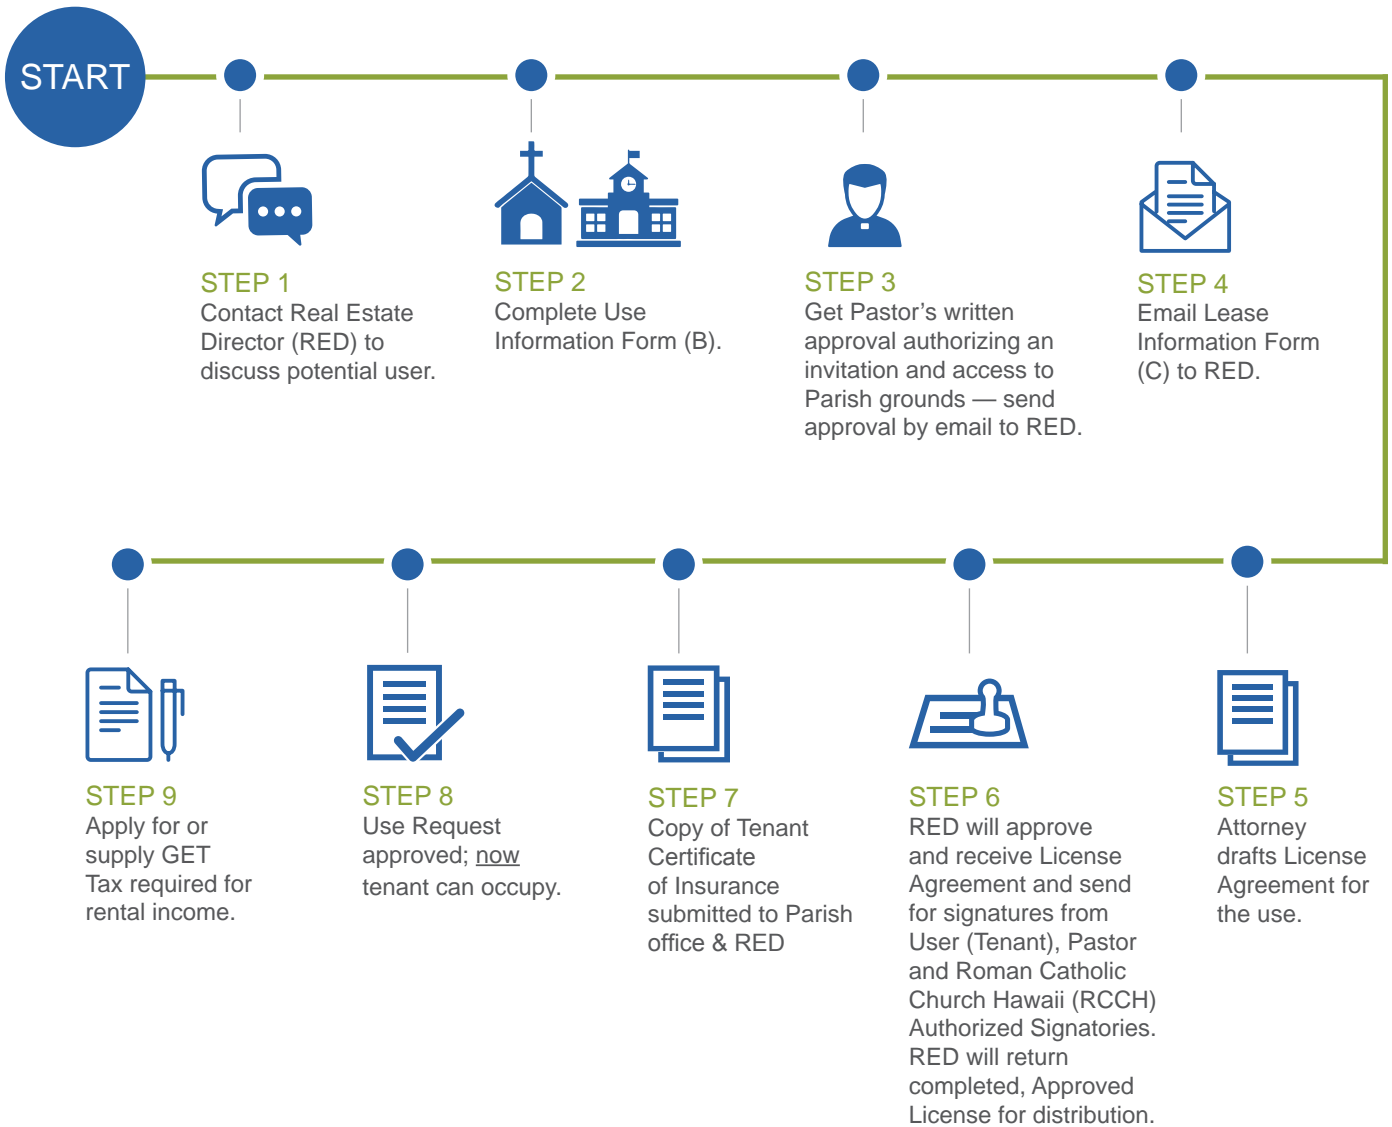 START
STEP 1
Contact Real Estate
Director (RED) to
discuss potential user.
STEP 2
Complete Use
Information Form (B).
STEP 3
Get Pastor’s written
approval authorizing an
invitation and access to
Parish grounds — send
approval by email to RED.
STEP 4
Email Lease
Information Form
(C) to RED.
STEP 5
Attorney
drafts License
Agreement for
the use.
STEP 6
RED will approve
and receive License
Agreement and send
for signatures from
User (Tenant), Pastor
and Roman Catholic
Church Hawaii (RCCH)
Authorized Signatories.
RED will return
completed, Approved
License for distribution.
STEP 7
Copy of Tenant
Certificate
of Insurance
submitted to Parish
office & RED
STEP 8
Use Request
approved; now
tenant can occupy.
STEP 9
Apply for or
supply GET
Tax required for
rental income.